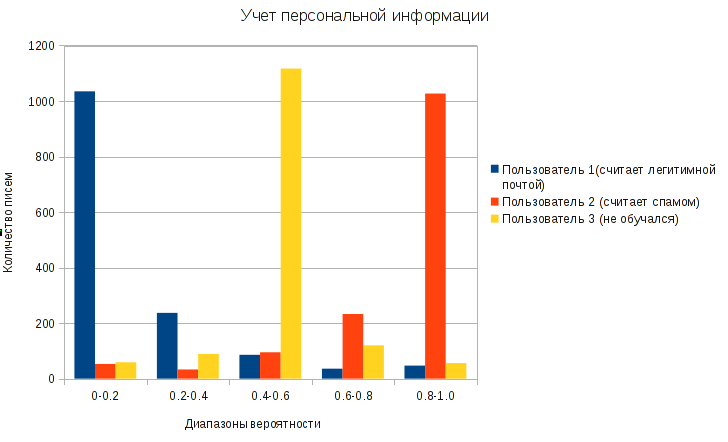 Учет персональной информации
1200
1000
800
600
400
200
0
0-0.2 0.2-0.4 0.4-0.6 0.6-0.8 0.8-1.0
Количество писем
Диапазоны вероятности
Пользователь 1(считает легитимной
почтой)
Пользователь 2 (считает спамом)
Пользователь 3 (не обучался)